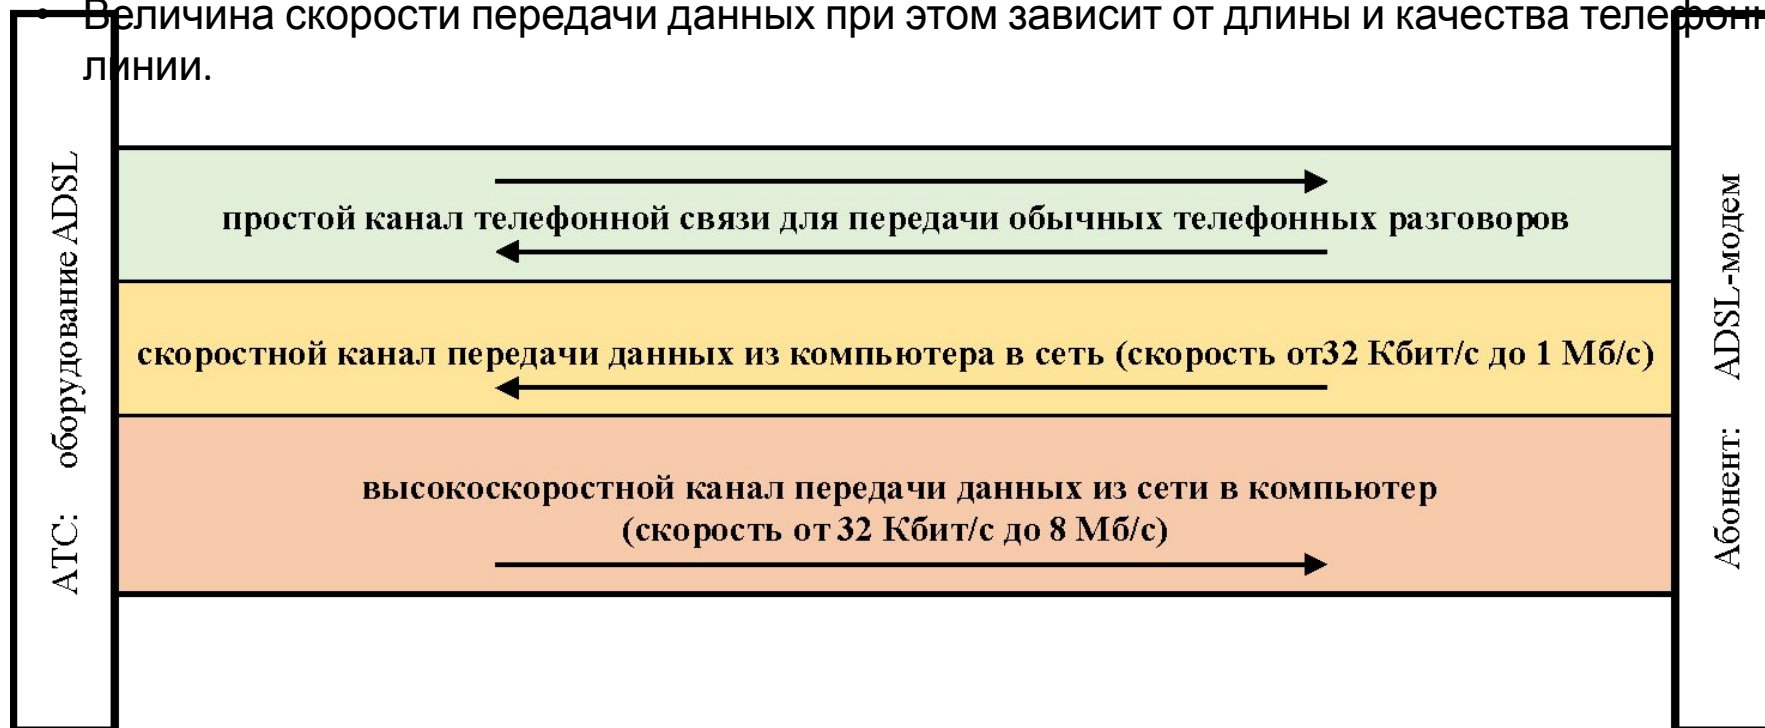 • Величина скорости передачи данных при этом зависит от длины и качества
линии.
АТС: оборудование ADSL
простой канал телефонной связи для передачи обычных телефонных разговоров
скоростной канал передачи данных из компьютера в сеть (скорость от32 Кбит/с до 1 Мб/с)
высокоскоростной канал передачи данных из сети в компьютер
(скорость от 32 Кбит/с до 8 Мб/с)
Абонент: ADSL-модем